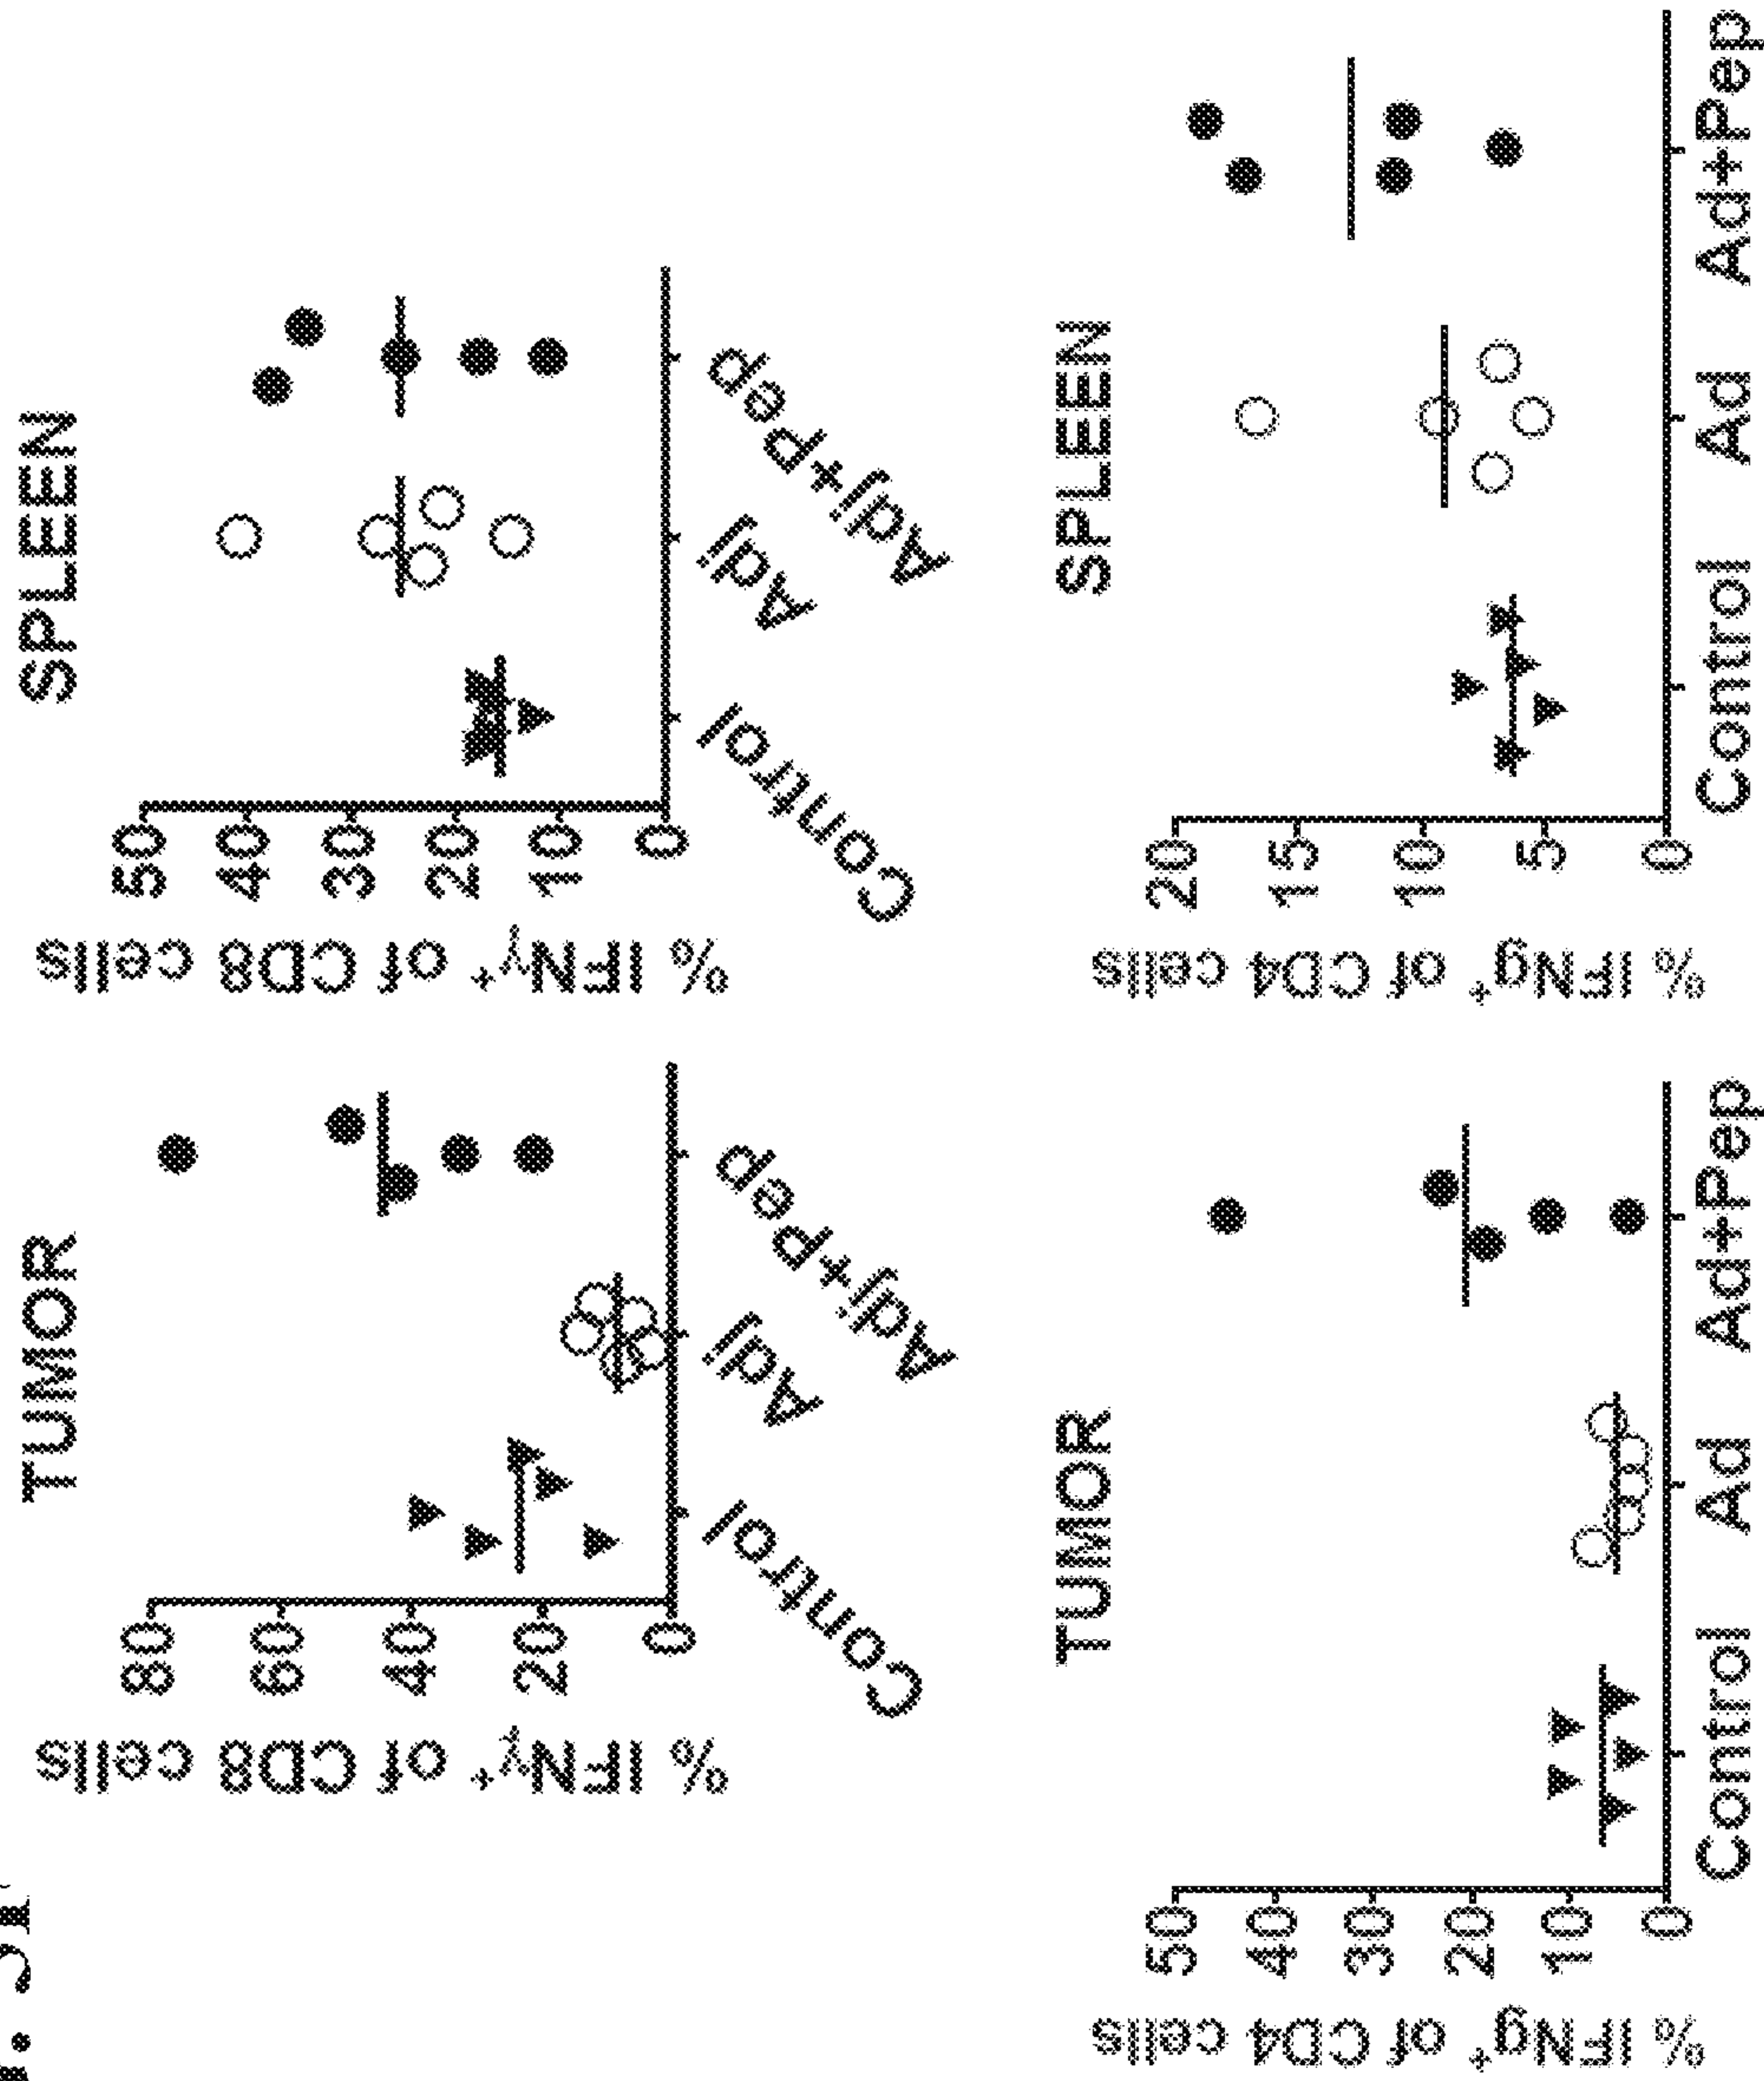 TUMOR
% IFNγ⁺ of CD8 cells
80
60
40
20
0
Control
Adj
Adj+Pep
SPLEEN
% IFNγ⁺ of CD8 cells
50
40
30
20
10
0
Control
Adj
Adj+Pep
TUMOR
% IFNg⁺ of CD4 cells
50
40
30
20
10
0
Control Ad Ad+Pep
SPLEEN
% IFNg⁺ of CD4 cells
20
15
10
5
0
Control Ad Ad+Pep